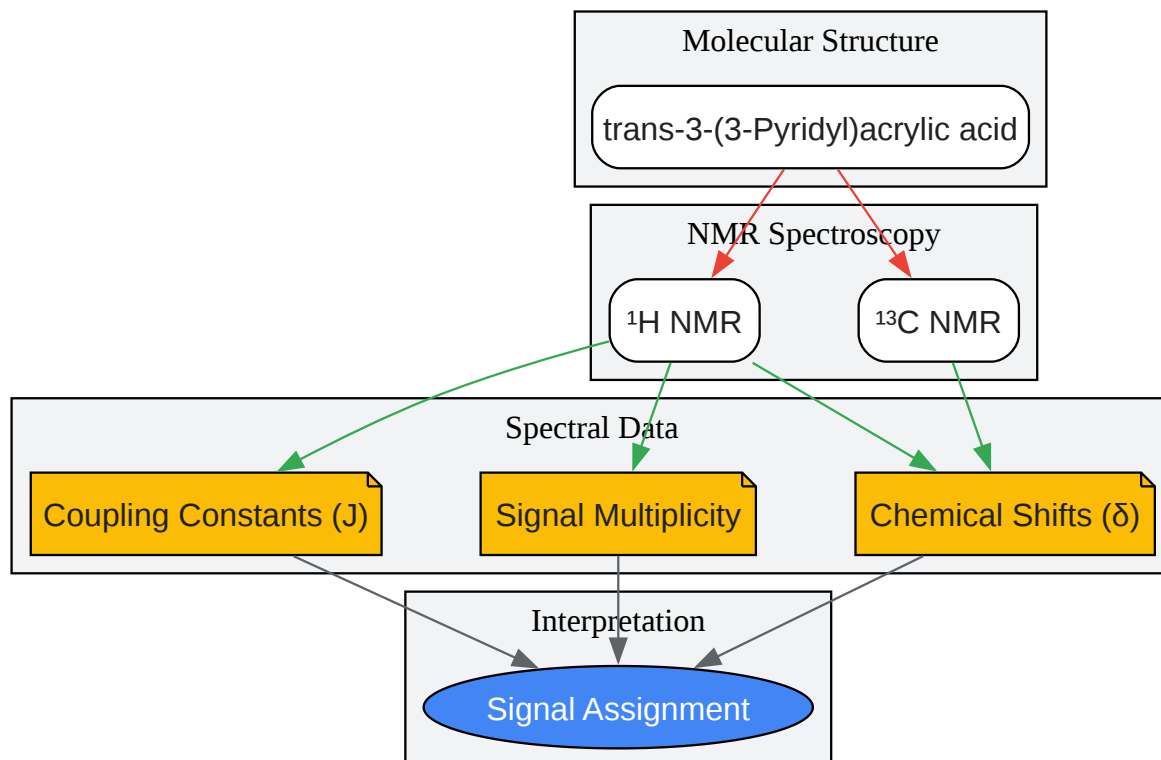 Molecular Structure
trans-3-(3-Pyridyl)acrylic acid
NMR Spectroscopy
¹H NMR
¹³C NMR
Spectral Data
Coupling Constants (J)
Signal Multiplicity
Chemical Shifts (δ)
Interpretation
Signal Assignment